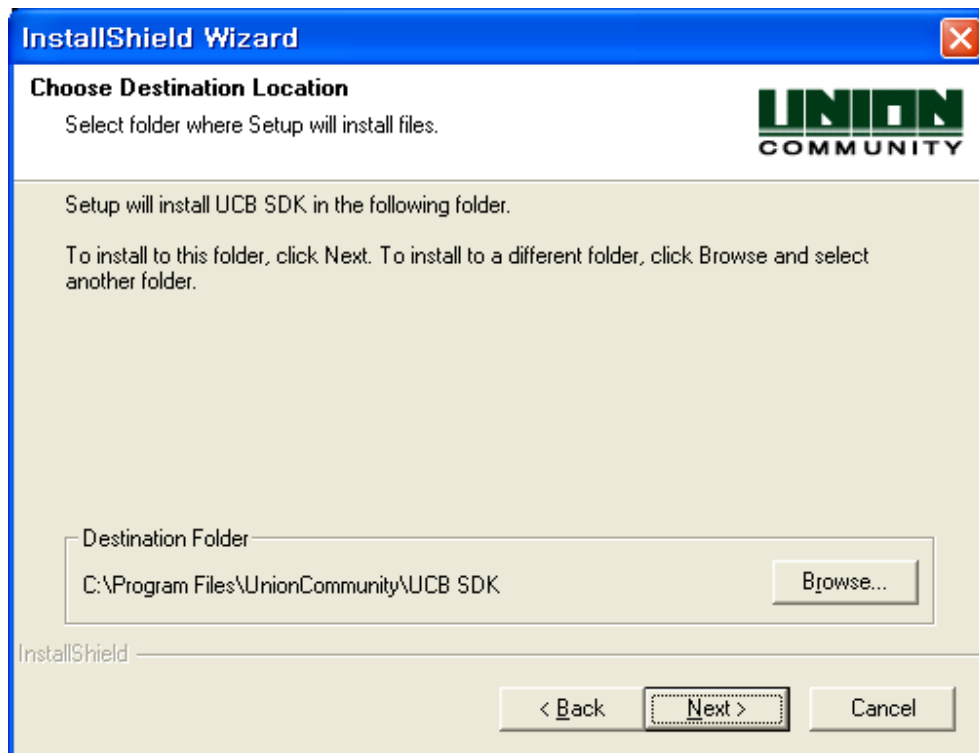 InstallShield Wizard
Choose Destination Location
Select folder where Setup will install files.
UNION
COMMUNITY
Setup will install UCB SDK in the following folder.
To install to this folder, click Next. To install to a different folder, click Browse and select
another folder.
Destination Folder
C:\Program Files\UnionCommunity\UCB SDK
Browse...
InstallShield
< Back
Next >
Cancel